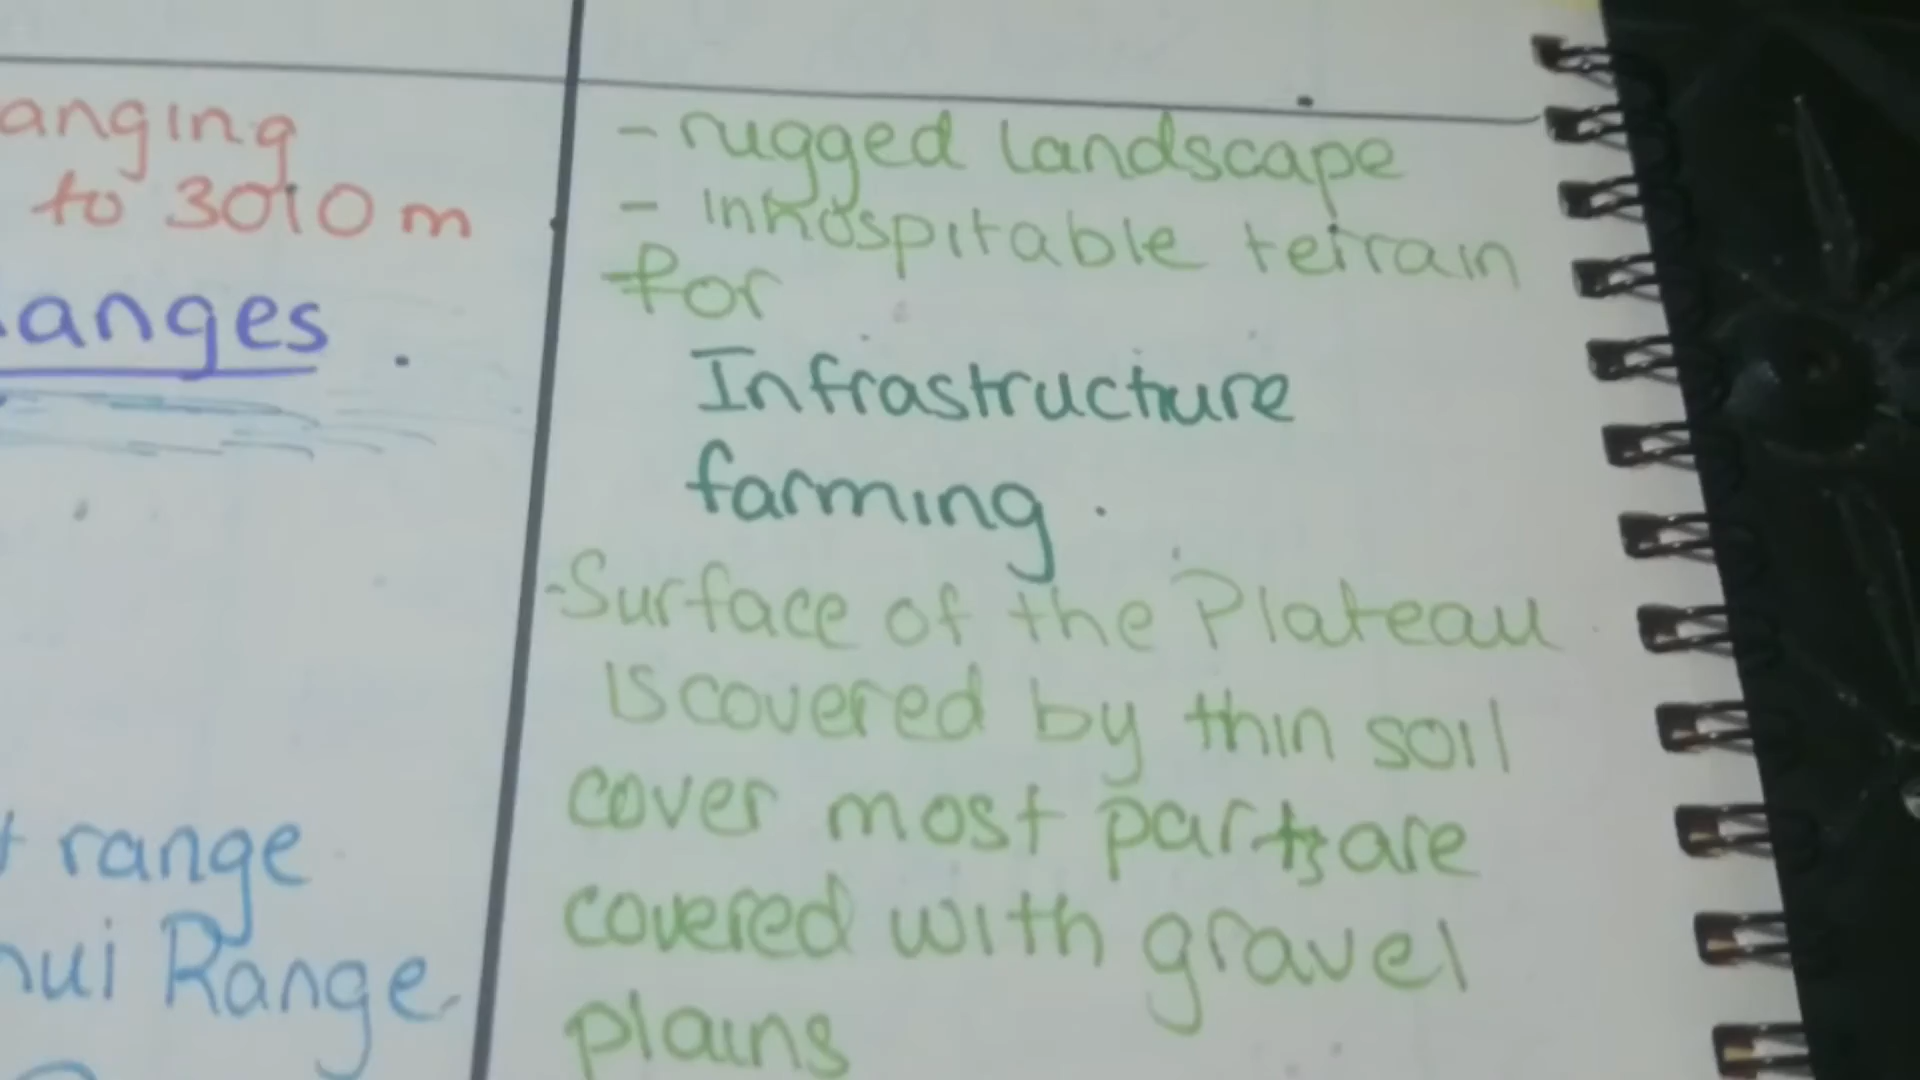 anging
to 3010 m
anges.
range
hui Range
- rugged landscape
- Inhospitable terrain
for
Infrastructure
farming.
- Surface of the Plateau
is covered by thin soil
cover most parts are
covered with gravel
plains